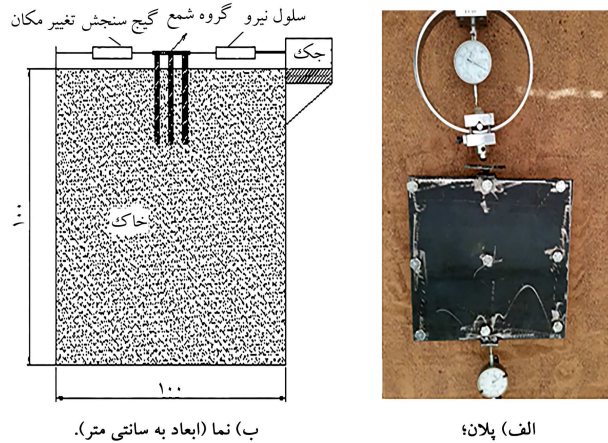 سلول نیرو
گروه شمع
گیج سنجش تغییر مکان
جک
۱۰۰
خاک
۱۰۰
ب) نما (ابعاد به سانتی متر).
الف) پلان؛